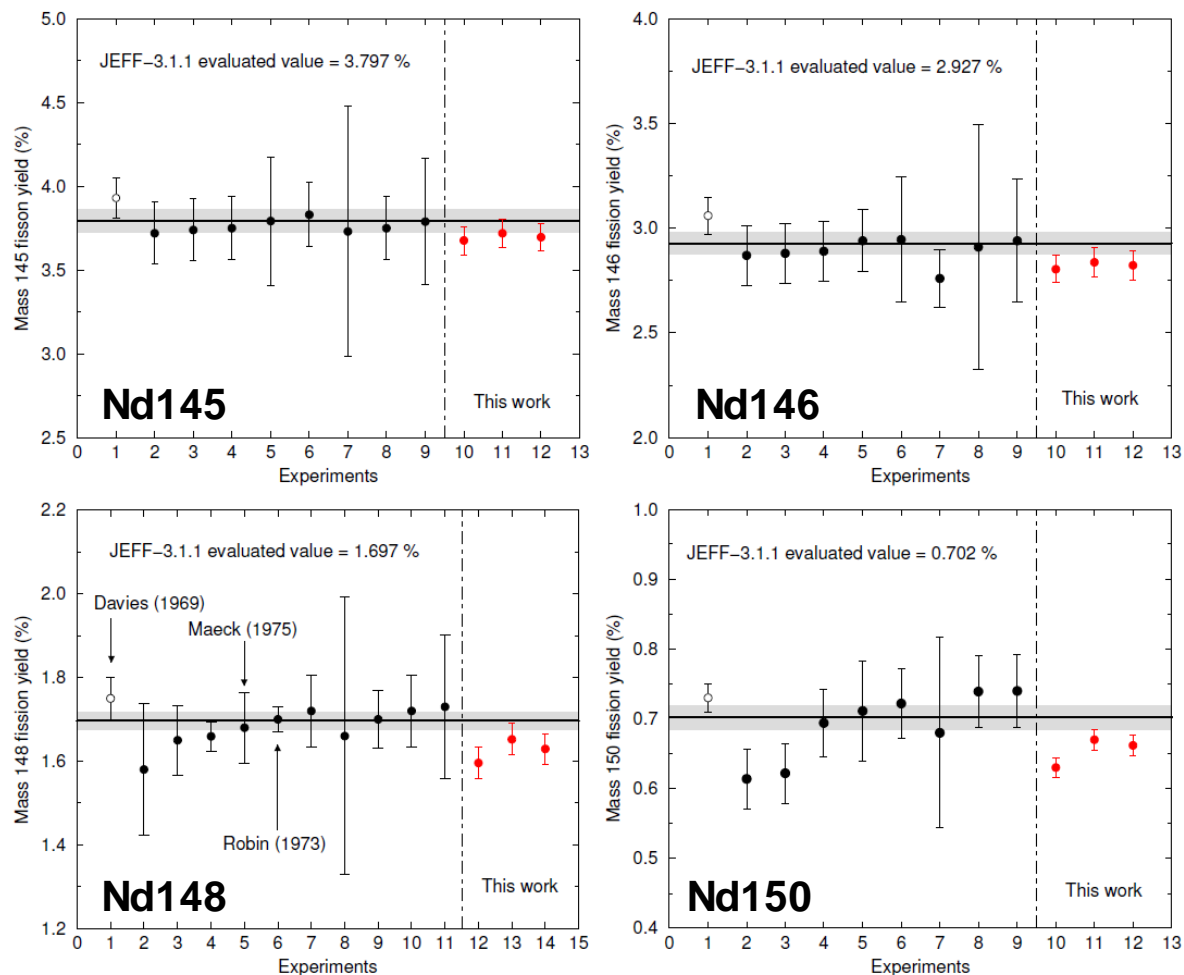 5.0
4.5
4.0
3.5
3.0
2.5
Mass 145 fisson yield (%)
JEFF−3.1.1 evaluated value = 3.797 %
Nd145
This work
0 1 2 3 4 5 6 7 8 9 10 11 12 13
Experiments
4.0
3.5
3.0
2.5
2.0
Mass 146 fission yield (%)
JEFF−3.1.1 evaluated value = 2.927 %
Nd146
This work
0 1 2 3 4 5 6 7 8 9 10 11 12 13
Experiments
2.2
2.0
1.8
1.6
1.4
1.2
Mass 148 fission yield (%)
JEFF−3.1.1 evaluated value = 1.697 %
Davies (1969)
Maeck (1975)
Robin (1973)
Nd148
This work
0 1 2 3 4 5 6 7 8 9 10 11 12 13 14 15
Experiments
1.0
0.9
0.8
0.7
0.6
0.5
0.4
Mass 150 fission yield (%)
JEFF−3.1.1 evaluated value = 0.702 %
Nd150
This work
0 1 2 3 4 5 6 7 8 9 10 11 12 13
Experiments